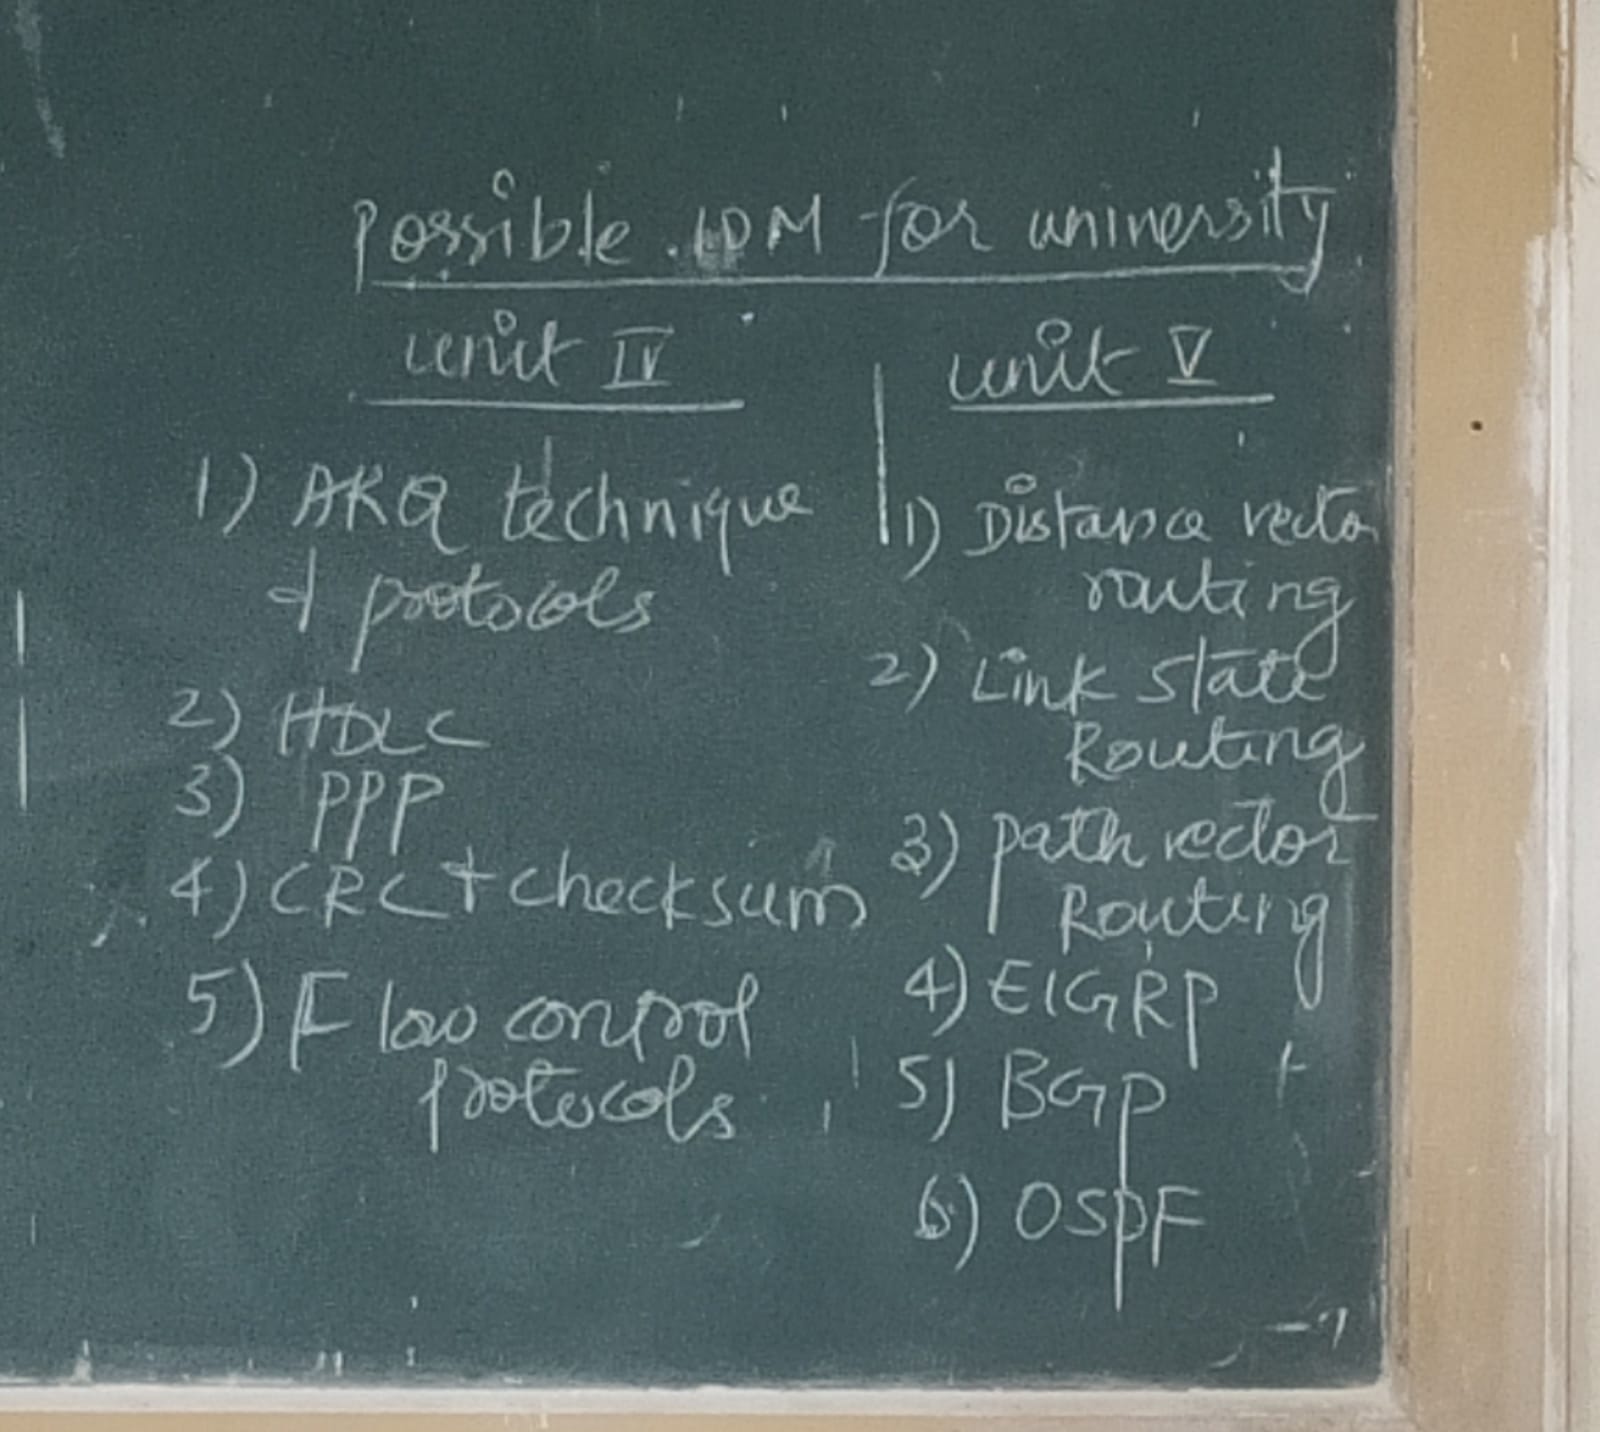 Possible 10M for university
unit IV
1) ARQ technique
& protocols
2) HDLC
3) PPP
4) CRC + checksum
5) Flow control
protocols
unit V
1) Distance vector
routing
2) Link State
Routing
3) path vector
Routing
4) EIGRP
5) BGP
6) OSPF